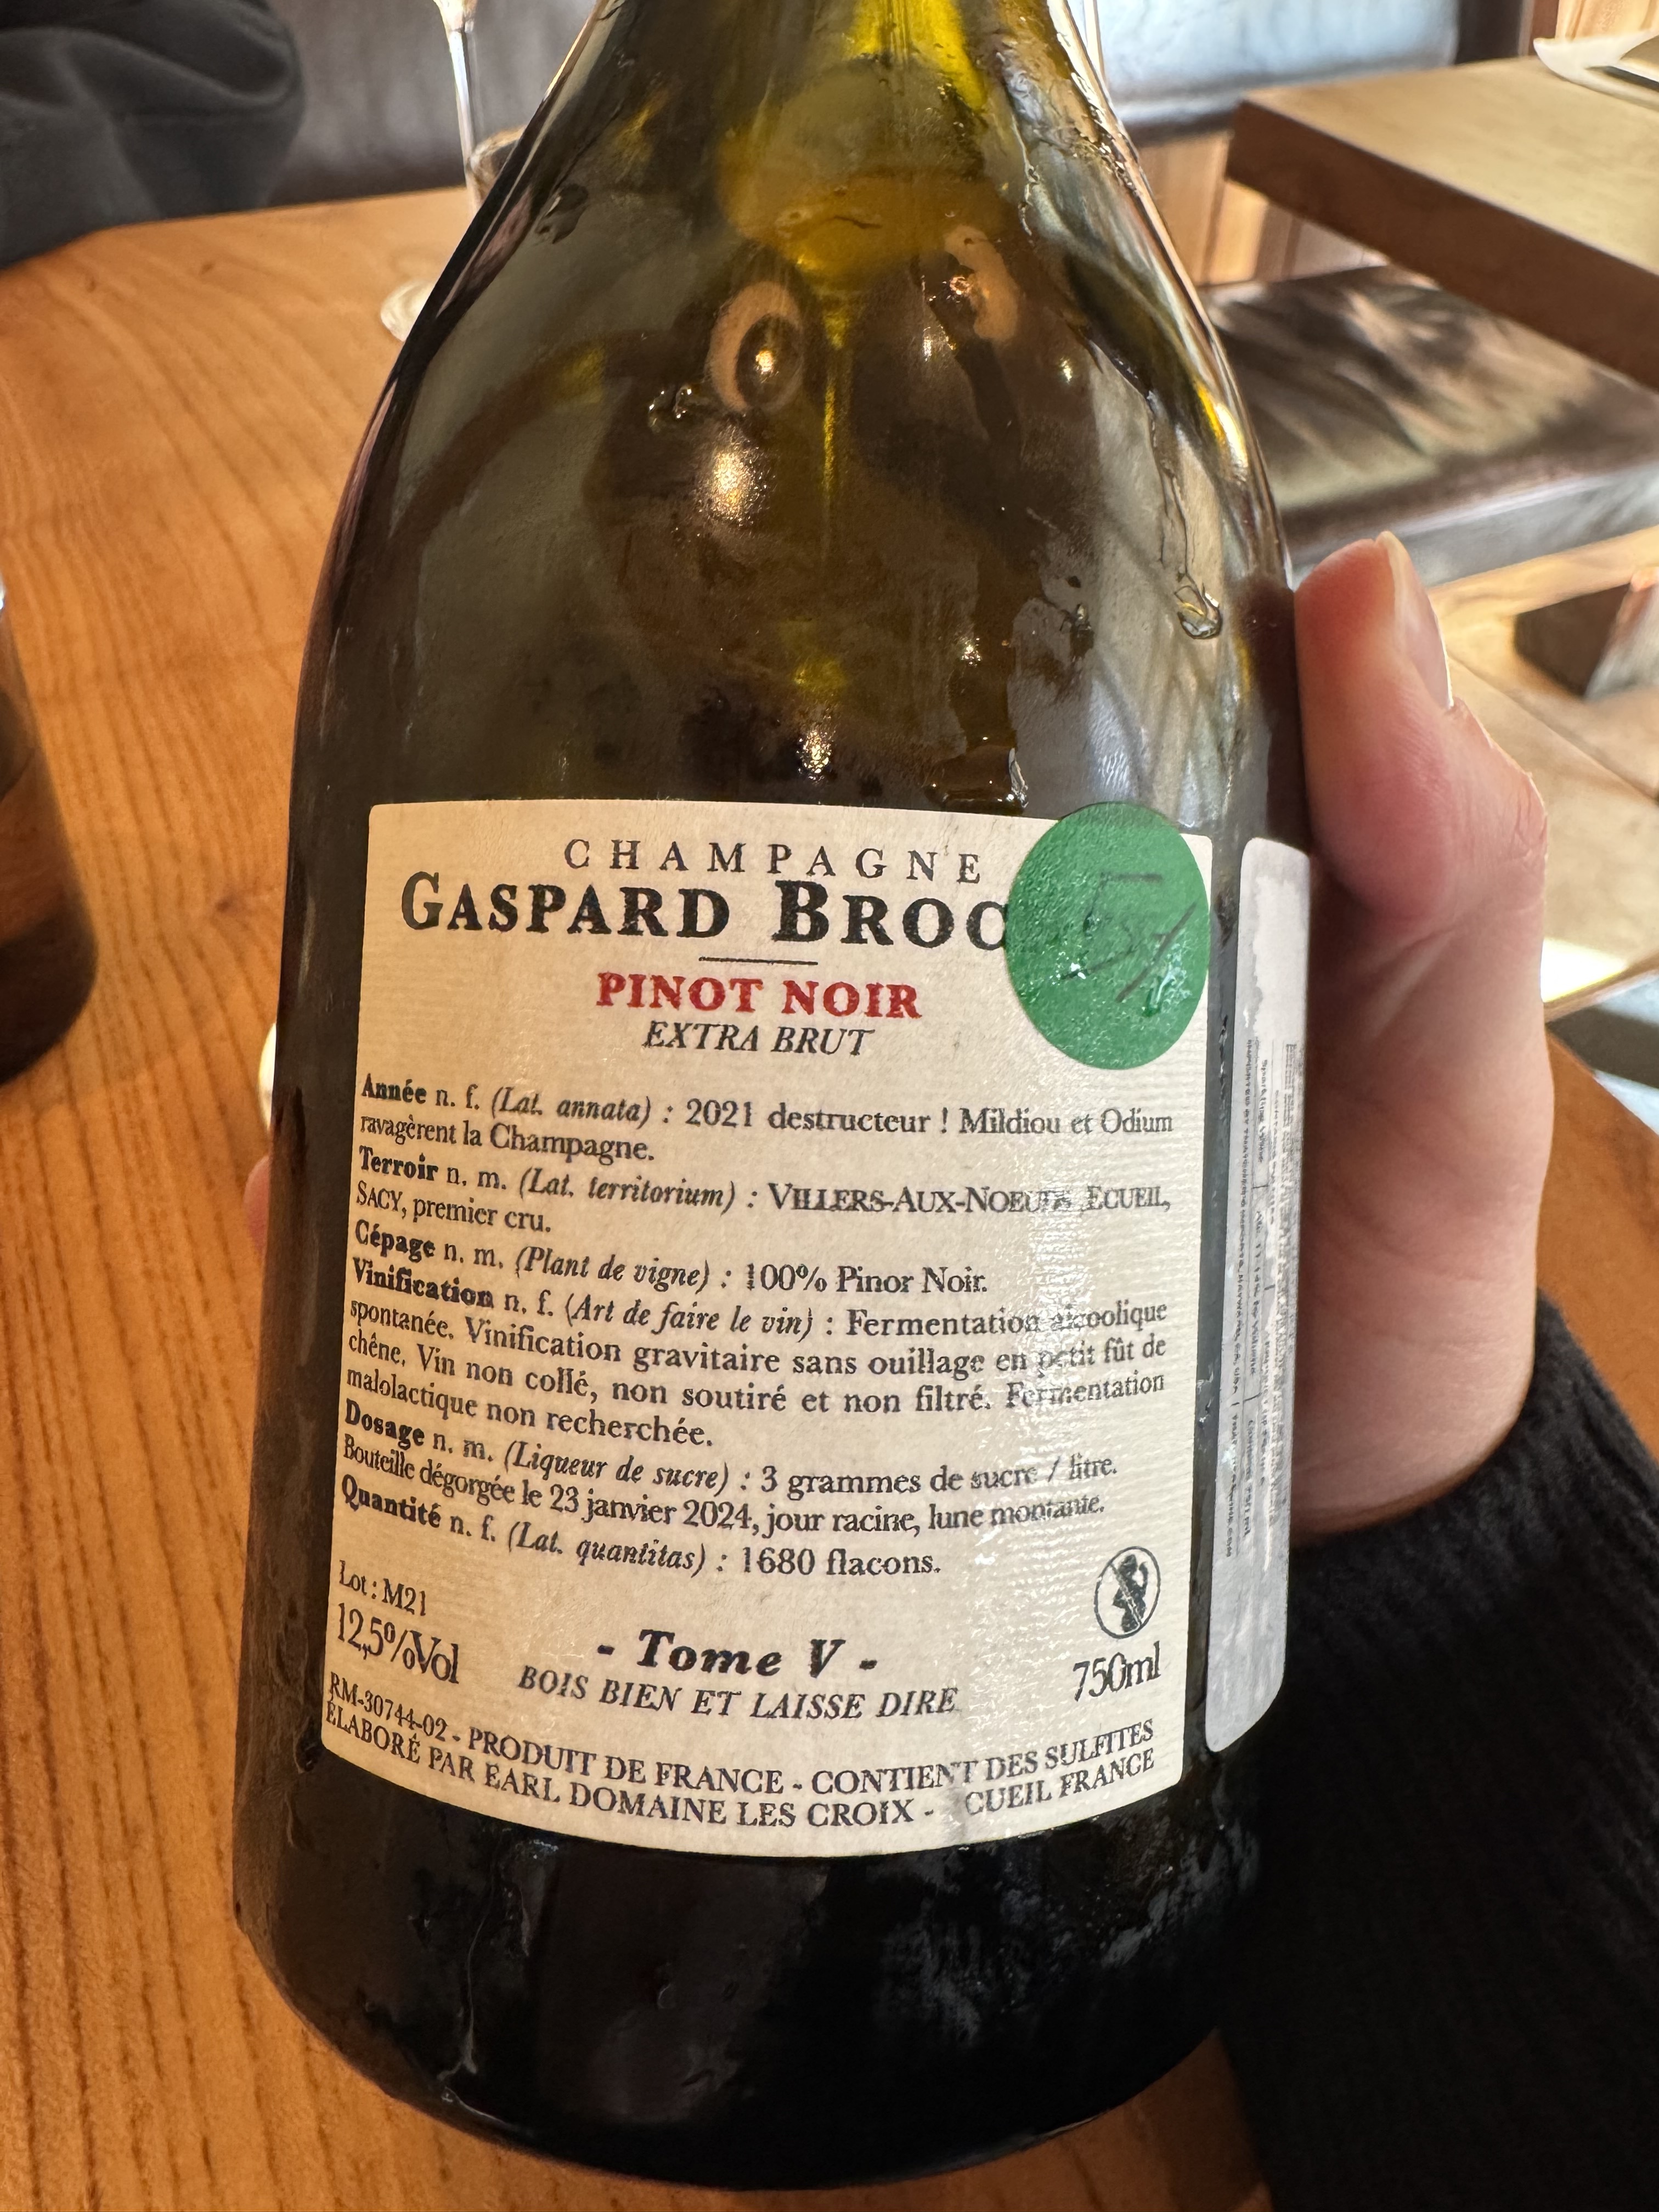 CHAMPAGNE
GASPARD BROC
PINOT NOIR
EXTRA BRUT
Année n. f. (Lat. annata) : 2021 destructeur ! Mildiou et Odium
ravagèrent la Champagne.
Terroir n. m. (Lat. territorium) : VILLERS-AUX-NOEUDS, ECUEIL,
SACY, premier cru.
Cépage n. m. (Plant de vigne) : 100% Pinor Noir.
Vinification n. f. (Art de faire le vin) : Fermentation alcoolique
spontanée. Vinification gravitaire sans ouillage en petit fût de
chêne. Vin non collé, non soutiré et non filtré. Fermentation
malolactique non recherchée.
Dosage n. m. (Liqueur de sucre) : 3 grammes de sucre / litre.
Bouteille dégorgée le 23 janvier 2024, jour racine, lune montante.
Quantité n. f. (Lat. quantitas) : 1680 flacons.
Lot : M21
12,5%Vol
- Tome V -
BOIS BIEN ET LAISSE DIRE
750ml
RM-30744-02 - PRODUIT DE FRANCE - CONTIENT DES SULFITES
ÉLABORÉ PAR EARL DOMAINE LES CROIX - CUEIL FRANCE